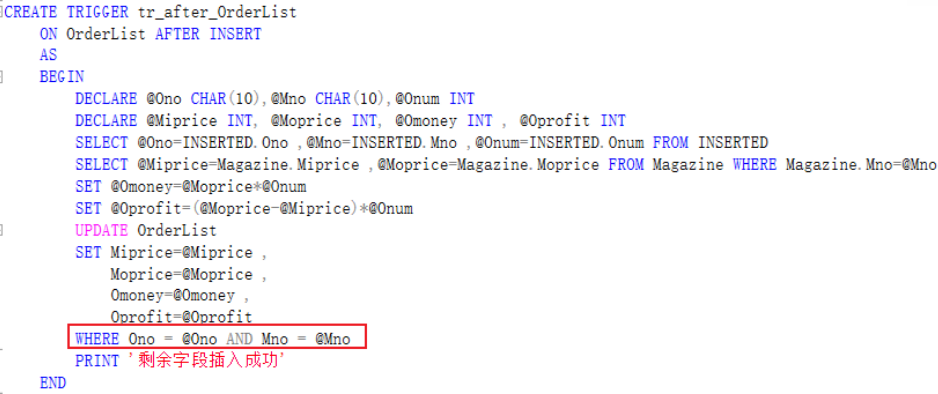 CREATE TRIGGER tr_after_OrderList
    ON OrderList AFTER INSERT
    AS
    BEGIN
        DECLARE @Ono CHAR(10),@Mno CHAR(10),@Onum INT
        DECLARE @Miprice INT, @Moprice INT, @Omoney INT , @Oprofit INT
        SELECT @Ono=INSERTED.Ono ,@Mno=INSERTED.Mno ,@Onum=INSERTED.Onum FROM INSERTED
        SELECT @Miprice=Magazine.Miprice ,@Moprice=Magazine.Moprice FROM Magazine WHERE Magazine.Mno=@Mno
        SET @Omoney=@Moprice*@Onum
        SET @Oprofit=(@Moprice-@Miprice)*@Onum
        UPDATE OrderList
        SET Miprice=@Miprice ,
            Moprice=@Moprice ,
            Omoney=@Omoney ,
            Oprofit=@Oprofit
        WHERE Ono = @Ono AND Mno = @Mno
        PRINT '剩余字段插入成功'
    END